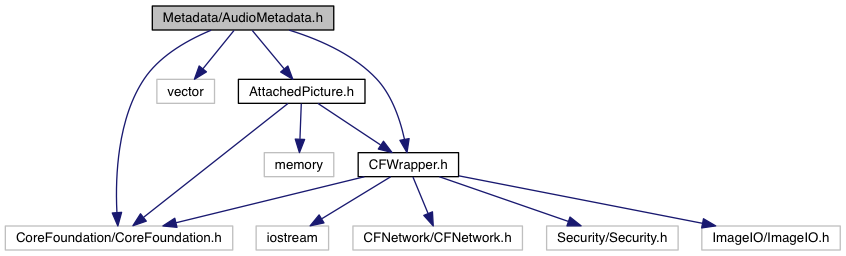 Metadata/AudioMetadata.h
vector
AttachedPicture.h
memory
CFWrapper.h
CoreFoundation/CoreFoundation.h
iostream
CFNetwork/CFNetwork.h
Security/Security.h
ImageIO/ImageIO.h